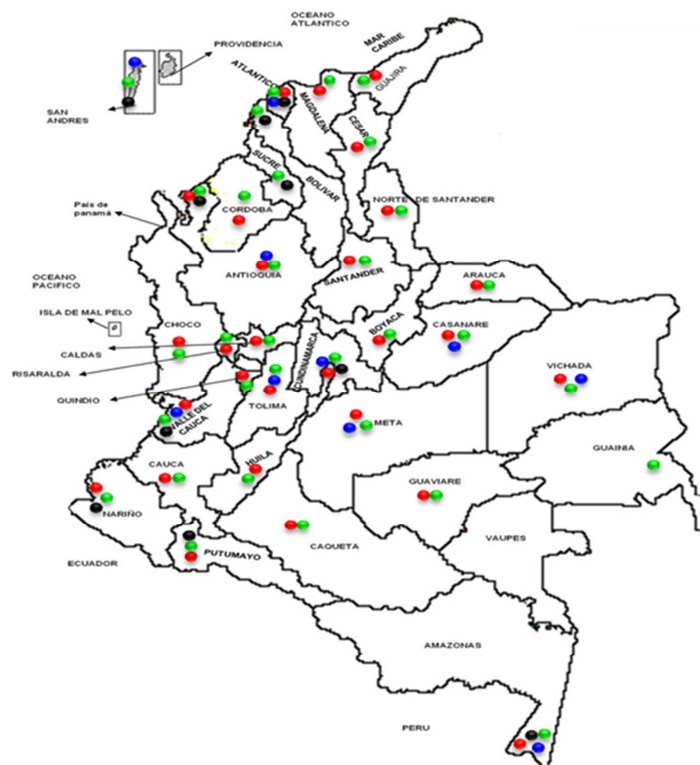 OCEANO
ATLANTICO
PROVIDENCIA
MAR
CARIBE
GUAJIRA
ATLANTICO
MAGDALENA
SAN
ANDRES
CESAR
SUCRE
BOLIVAR
País de
panamá
CORDOBA
NORTE DE SANTANDER
ANTIOQUIA
SANTANDER
ARAUCA
OCEANO
PACIFICO
ISLA DE MAL PELO
CHOCO
BOYACA
CASANARE
CALDAS
RISARALDA
CUNDINAMARCA
VICHADA
QUINDIO
TOLIMA
VALLE DEL
CAUCA
META
GUAINIA
CAUCA
HUILA
GUAVIARE
NARIÑO
VAUPES
PUTUMAYO
CAQUETA
ECUADOR
AMAZONAS
PERU